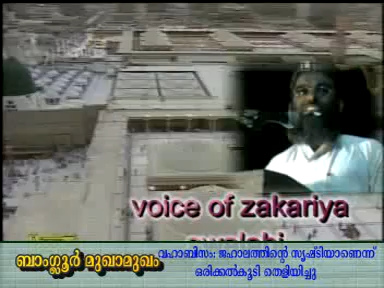 voice of zakariya
ബാംഗ്ലൂർ മുഖാമുഖം
വഹാബിസം: ജഹാലത്തിന്റെ സൃഷ്ടിയാണെന്ന്
ഒരിക്കൽകൂടി തെളിയിച്ചു